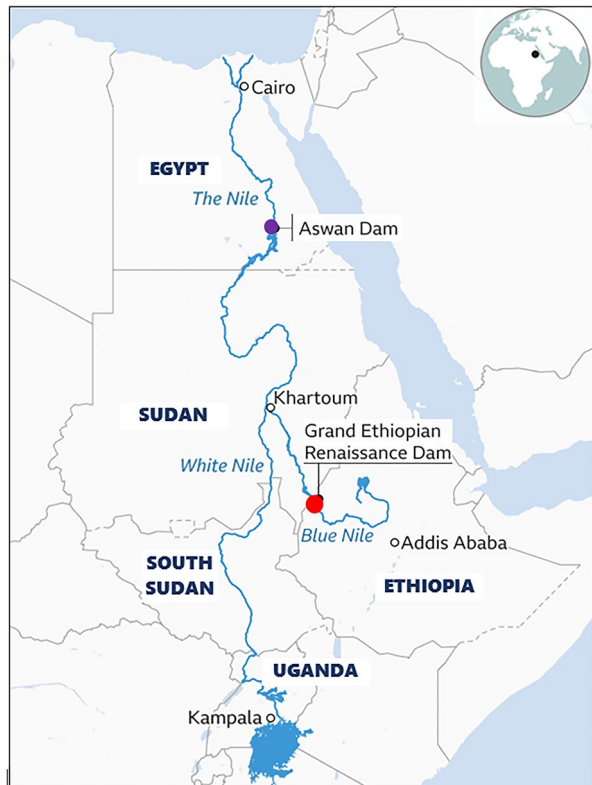 Cairo
EGYPT
The Nile
Aswan Dam
Khartoum
SUDAN
Grand Ethiopian
Renaissance Dam
White Nile
Blue Nile
Addis Ababa
SOUTH
SUDAN
ETHIOPIA
UGANDA
Kampala